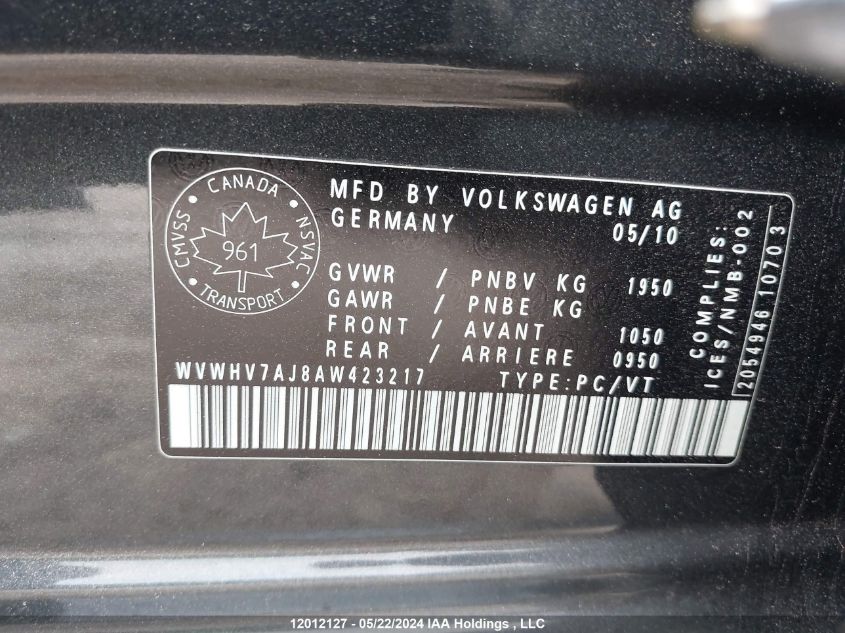 CANADA
CMVSS
NSVAC
961
TRANSPORT
MFD BY VOLKSWAGEN AG
GERMANY 05/10
GVWR / PNBV KG 1950
GAWR / PNBE KG
FRONT / AVANT 1050
REAR / ARRIERE 0950
WVWHV7AJ8AW423217 TYPE:PC/VT
COMPLIES:
ICES/NMB-002
2054946 10703
12012127 - 05/22/2024 IAA Holdings , LLC